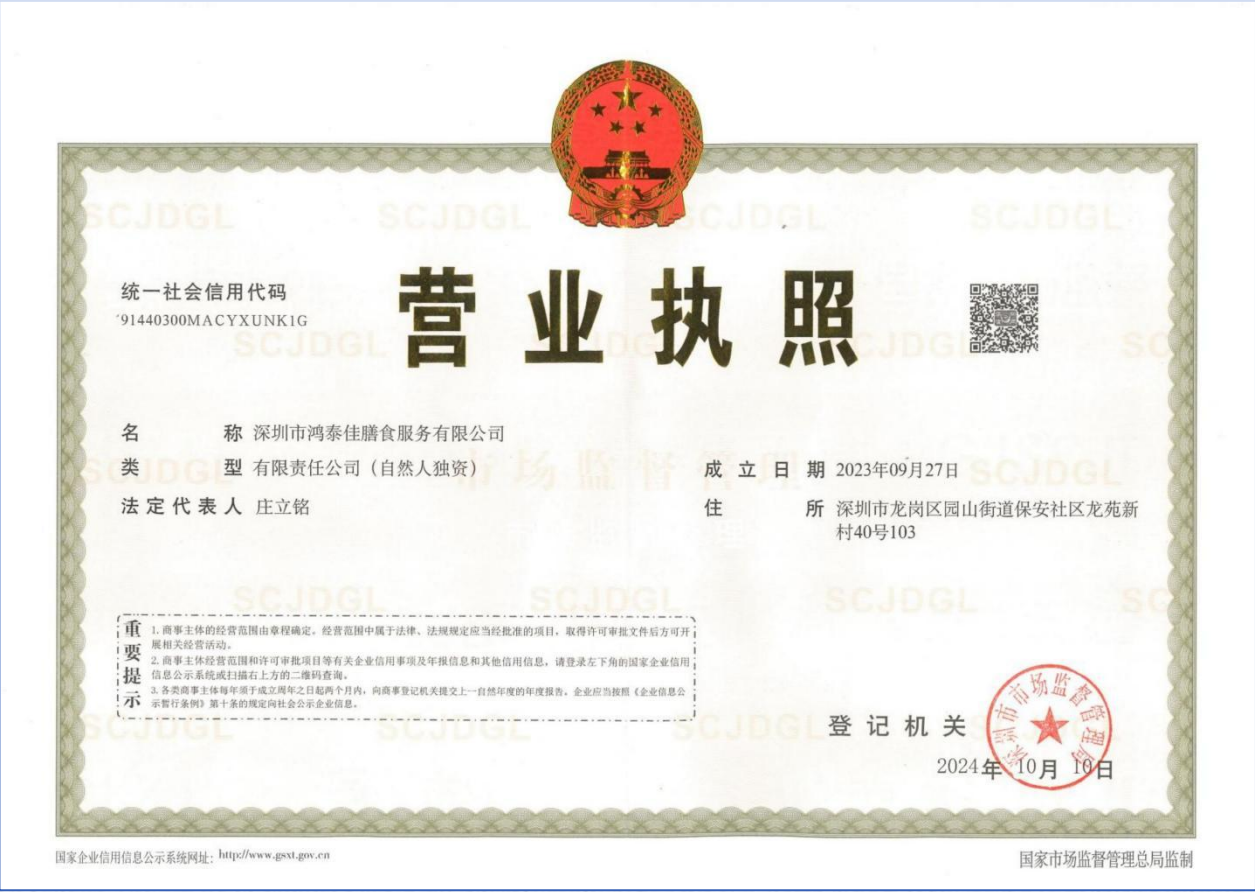 统一社会信用代码
91440300MACYXUNK1G
营业执照
名称 深圳市鸿泰佳膳食服务有限公司
类型 有限责任公司（自然人独资）
法定代表人 庄立铭
成立日期 2023年09月27日
住所 深圳市龙岗区园山街道保安社区龙苑新
村40号103
重要提示
1. 商事主体的经营范围由章程确定。经营范围中属于法律、法规规定应当经批准的项目，取得许可审批文件后方可开
展相关经营活动。
2. 商事主体经营范围和许可审批项目等有关企业信用事项及年报信息和其他信用信息，请登录左下角的国家企业信用
信息公示系统或扫描右上方的二维码查询。
3. 各类商事主体每年须于成立周年之日起两个月内，向商事登记机关提交上一自然年度的年度报告。企业应当按照《企业信息公
示暂行条例》第十条的规定向社会公示企业信息。
登记机关
深圳市市场监督管理局
2024年10月10日
国家企业信用信息公示系统网址：http://www.gsxt.gov.cn
国家市场监督管理总局监制
SCJDGL
市场监督管理